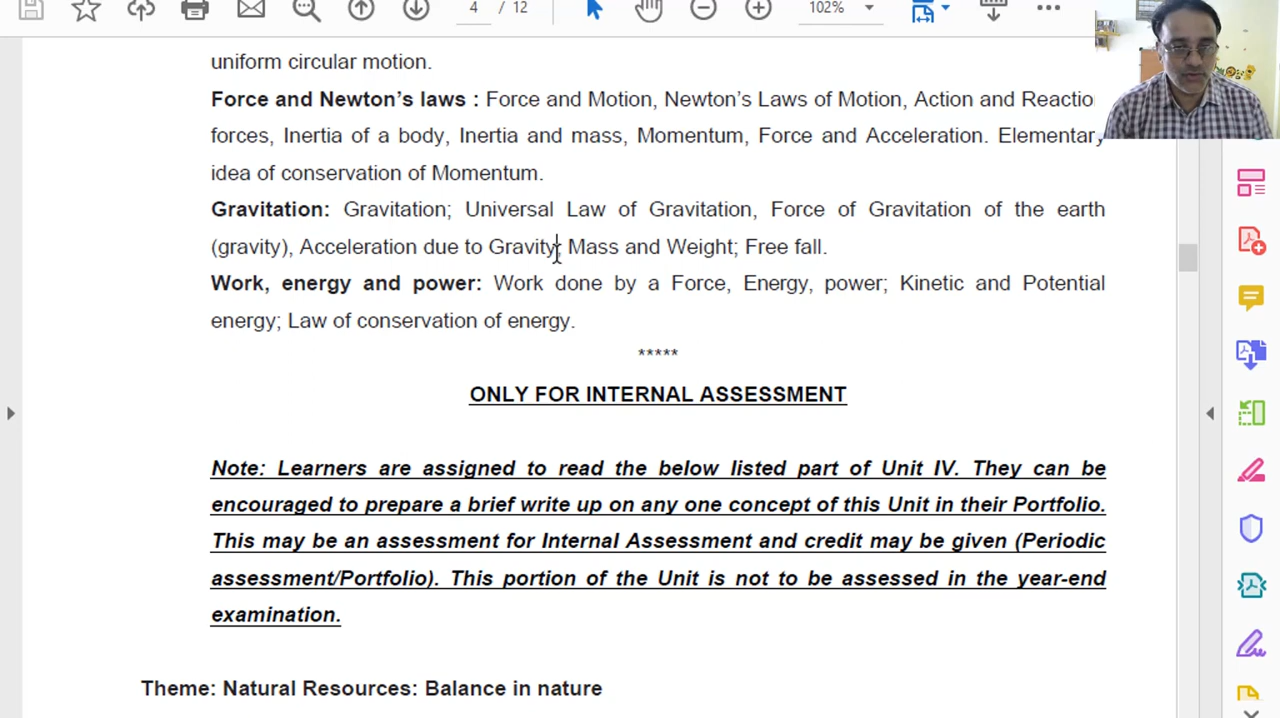 4 / 12
102%
uniform circular motion.
Force and Newton's laws : Force and Motion, Newton's Laws of Motion, Action and Reactio
forces, Inertia of a body, Inertia and mass, Momentum, Force and Acceleration. Elementary
idea of conservation of Momentum.
Gravitation: Gravitation; Universal Law of Gravitation, Force of Gravitation of the earth
(gravity), Acceleration due to Gravity; Mass and Weight; Free fall.
Work, energy and power: Work done by a Force, Energy, power; Kinetic and Potential
energy; Law of conservation of energy.
*****
ONLY FOR INTERNAL ASSESSMENT
Note: Learners are assigned to read the below listed part of Unit IV. They can be
encouraged to prepare a brief write up on any one concept of this Unit in their Portfolio.
This may be an assessment for Internal Assessment and credit may be given (Periodic
assessment/Portfolio). This portion of the Unit is not to be assessed in the year-end
examination.
Theme: Natural Resources: Balance in nature